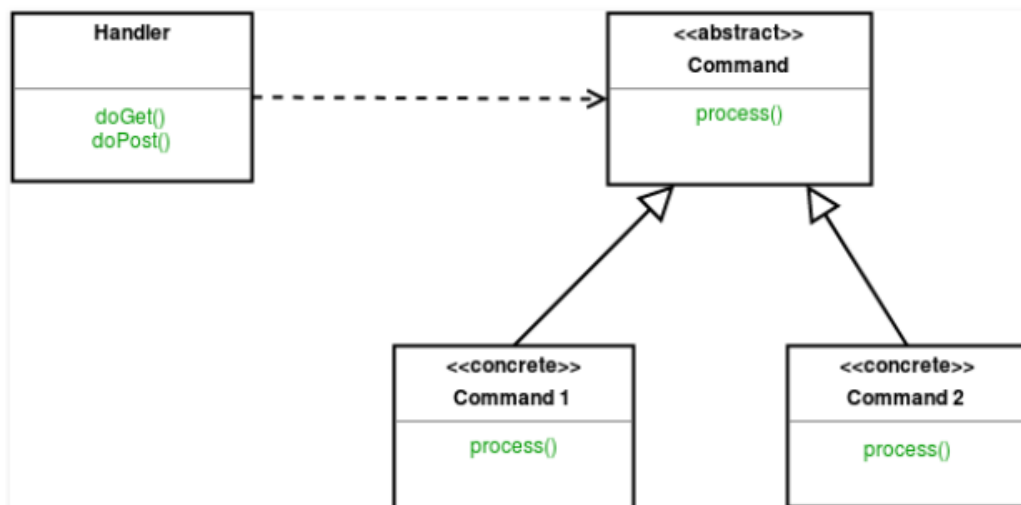 Handler
doGet()
doPost()
<<abstract>>
Command
process()
<<concrete>>
Command 1
process()
<<concrete>>
Command 2
process()